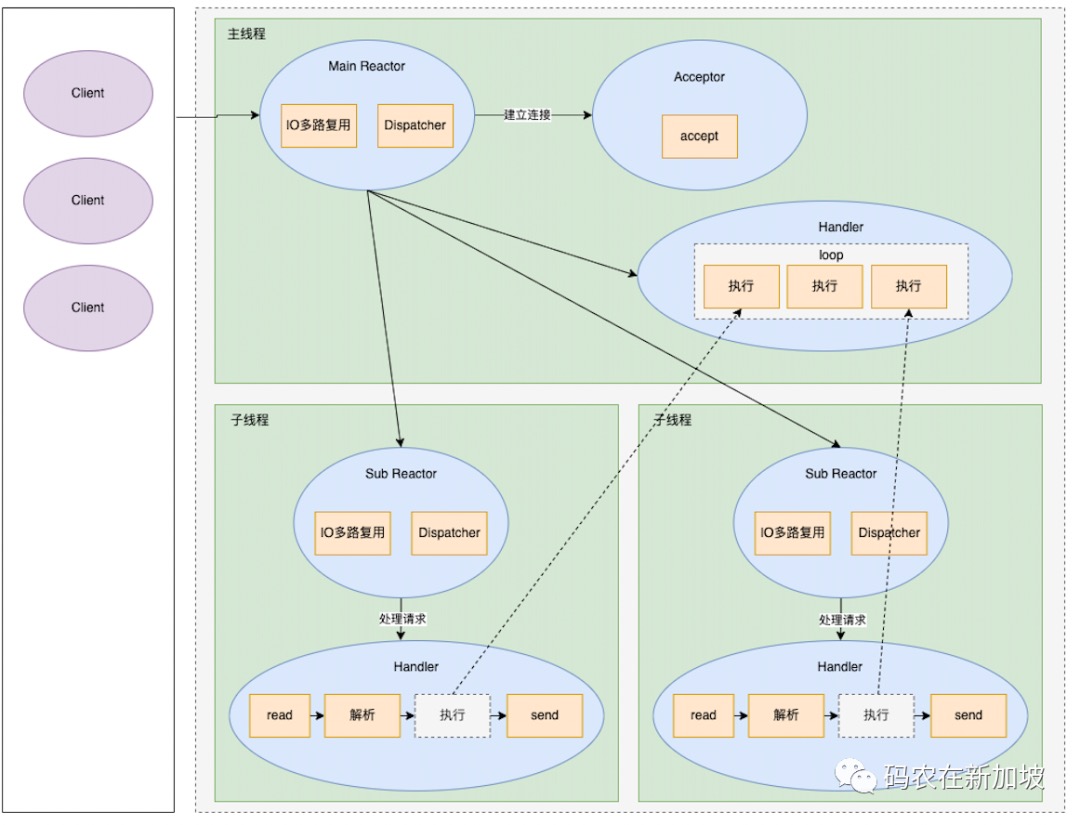 Client
Client
Client
主线程
Main Reactor
IO多路复用
Dispatcher
建立连接
Acceptor
accept
Handler
loop
执行
执行
执行
子线程
Sub Reactor
IO多路复用
Dispatcher
处理请求
Handler
read
解析
执行
send
子线程
Sub Reactor
IO多路复用
Dispatcher
处理请求
Handler
read
解析
执行
send
码农在新加坡